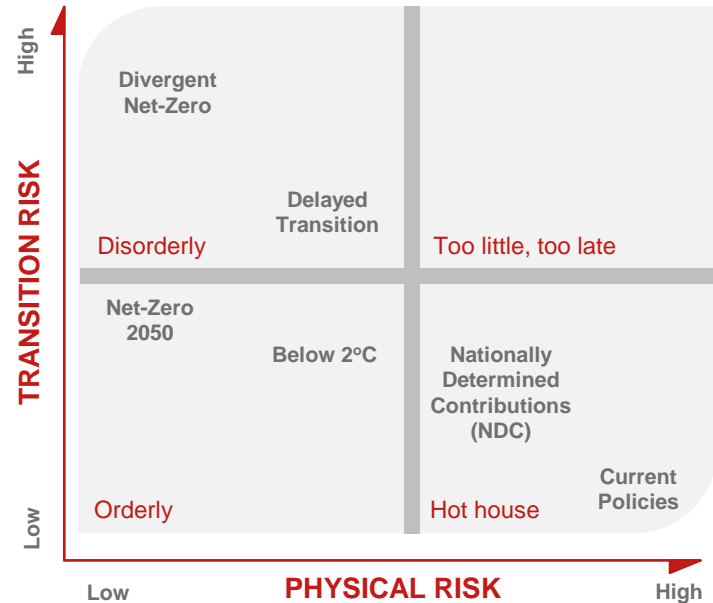 High
TRANSITION RISK
Low
Divergent
Net-Zero
Delayed
Transition
Disorderly
Too little, too late
Net-Zero
2050
Below 2°C
Nationally
Determined
Contributions
(NDC)
Current
Policies
Orderly
Hot house
Low
PHYSICAL RISK
High